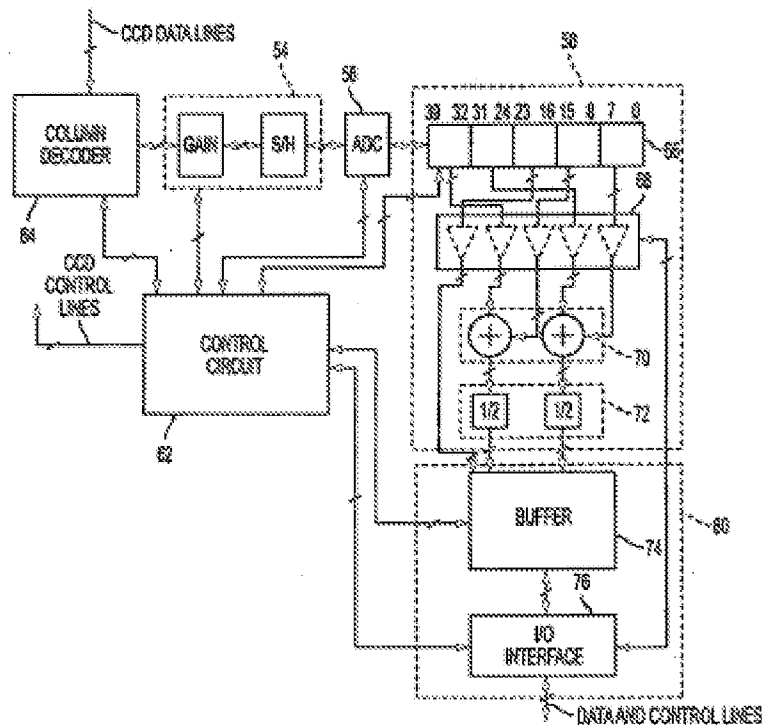 CCD DATA LINES
54
56
58
COLUMN
DECODER
GAIN
S/H
ADC
39 32 31 24 23 16 15 8 7 0
64
68
CCD
CONTROL
LINES
CONTROL
CIRCUIT
62
+
+
70
1/2
1/2
72
BUFFER
74
60
76
I/O
INTERFACE
DATA AND CONTROL LINES